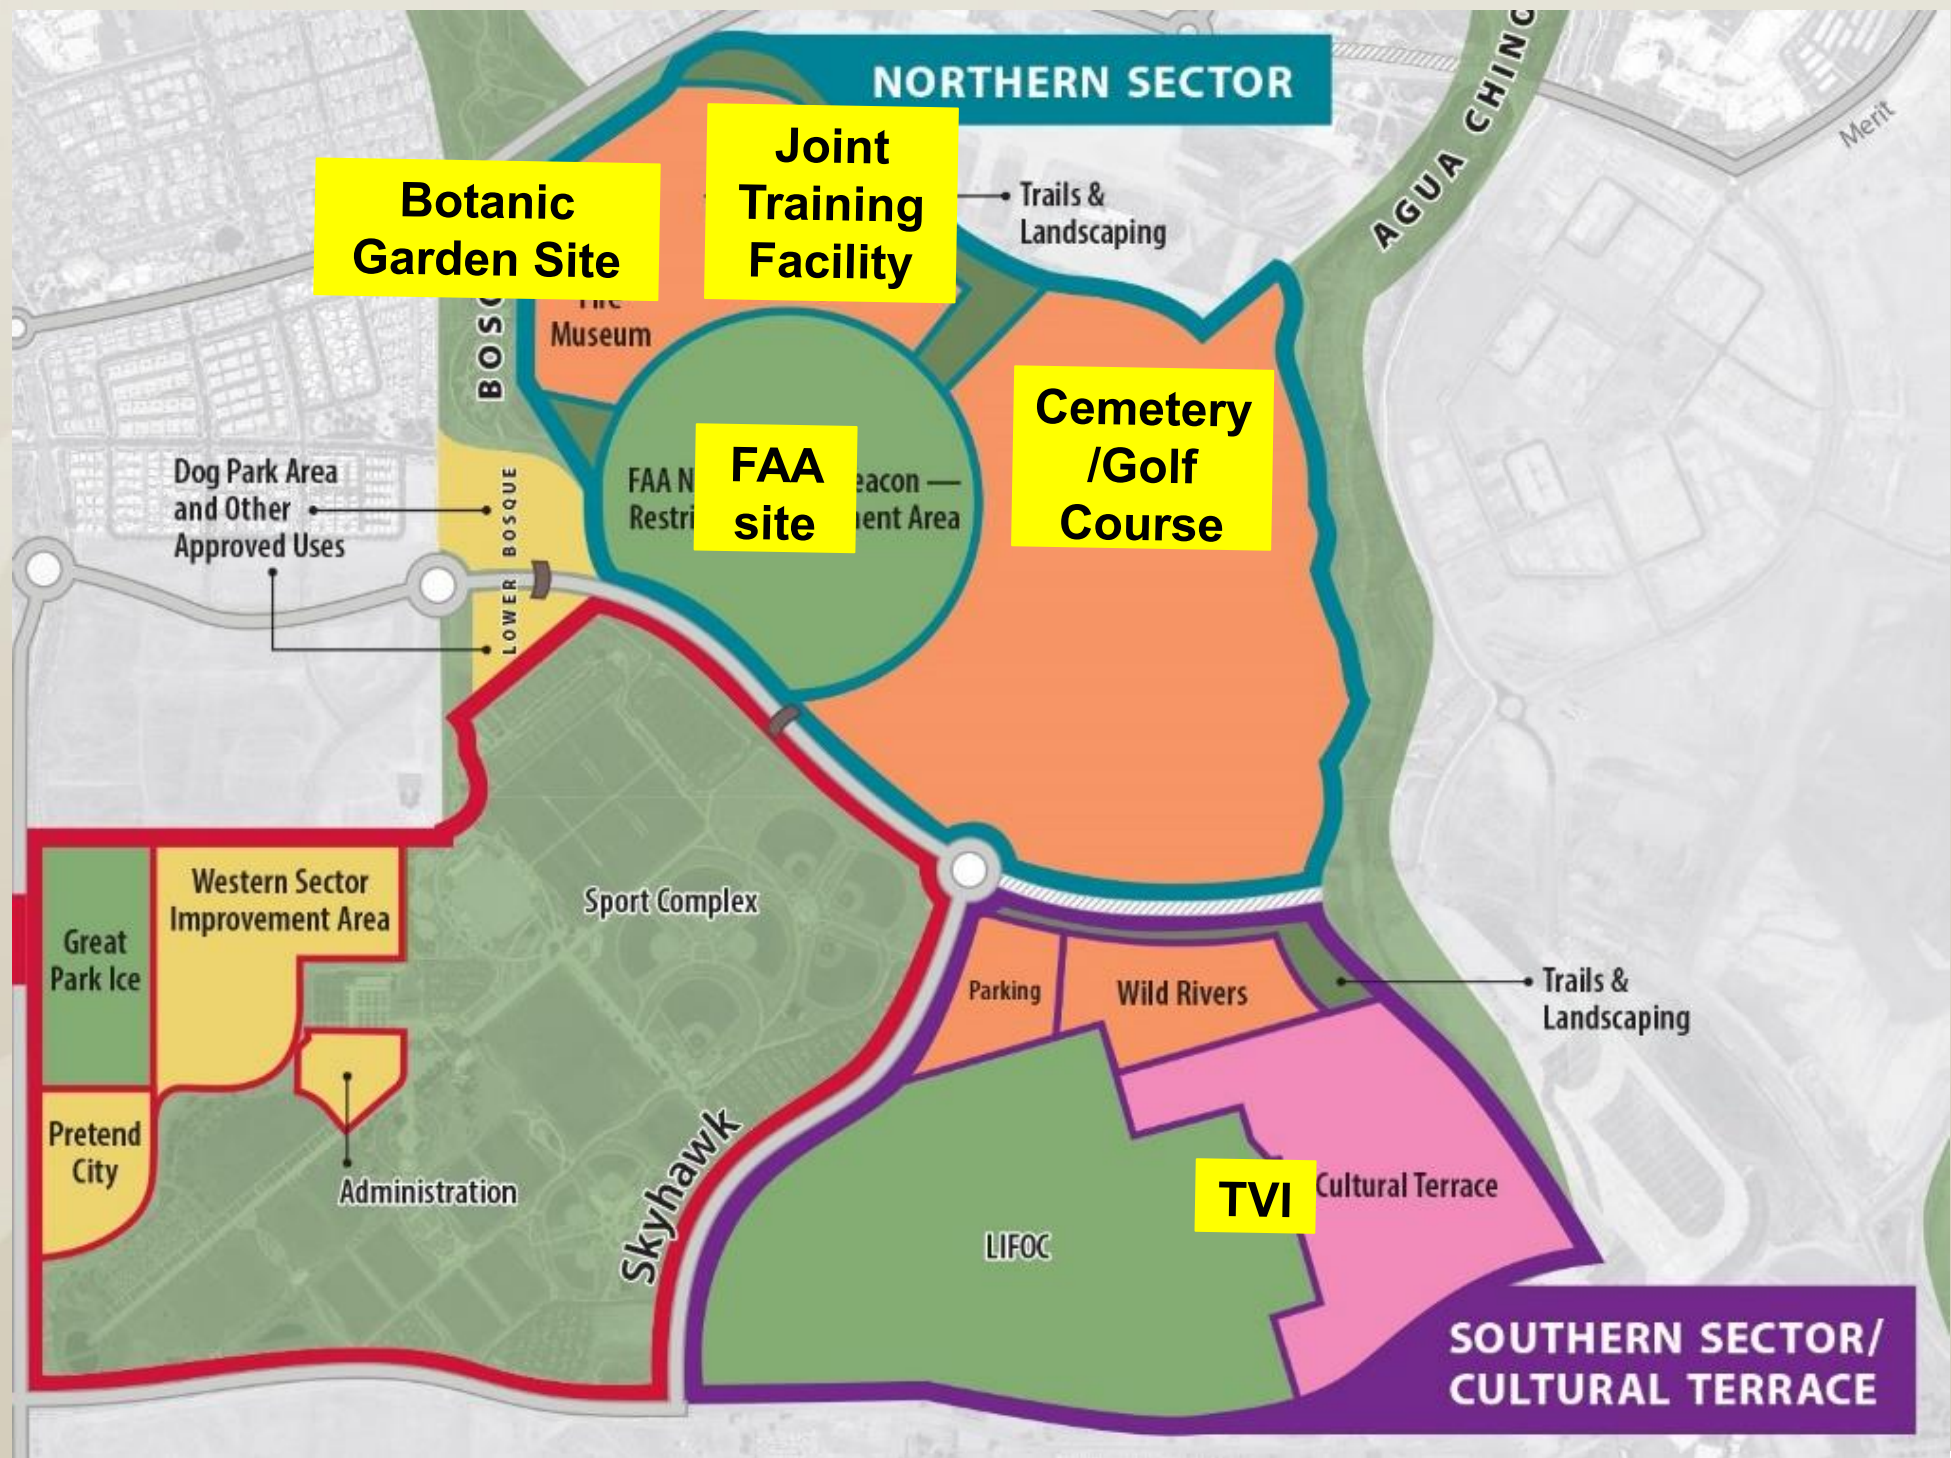 NORTHERN SECTOR
AGUA CHINO
Merit
Joint
Training
Facility
Botanic
Garden Site
Trails &
Landscaping
Museum
BOSQ
Cemetery
/Golf
Course
FAA
site
FAA N eacon —
Restri ent Area
Dog Park Area
and Other
Approved Uses
LOWER BOSQUE
Western Sector
Improvement Area
Sport Complex
Great
Park Ice
Parking
Wild Rivers
Trails &
Landscaping
Pretend
City
Administration
Skyhawk
TVI
Cultural Terrace
LIFOC
SOUTHERN SECTOR/
CULTURAL TERRACE